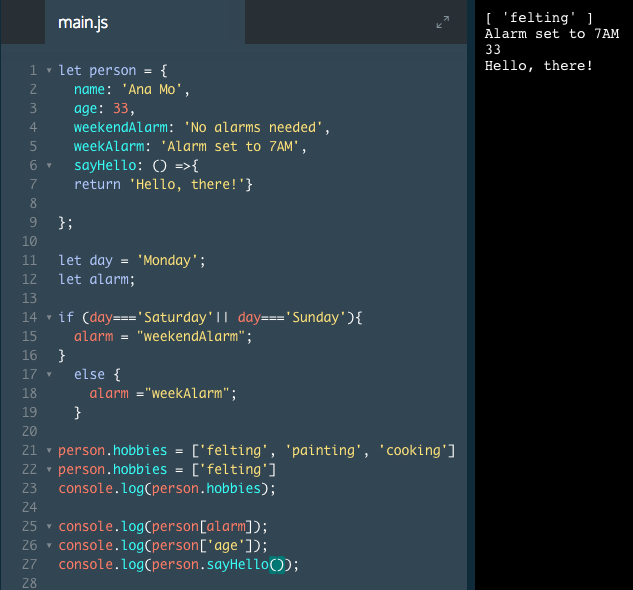 main.js
1 let person = {
2 name: 'Ana Mo',
3 age: 33,
4 weekendAlarm: 'No alarms needed',
5 weekAlarm: 'Alarm set to 7AM',
6 sayHello: () =>{
7 return 'Hello, there!'}
8
9 };
10
11 let day = 'Monday';
12 let alarm;
13
14 if (day==='Saturday'|| day==='Sunday'){
15 alarm = "weekendAlarm";
16 }
17 else {
18 alarm ="weekAlarm";
19 }
20
21 person.hobbies = ['felting', 'painting', 'cooking']
22 person.hobbies = ['felting']
23 console.log(person.hobbies);
24
25 console.log(person[alarm]);
26 console.log(person['age']);
27 console.log(person.sayHello());
28
[ 'felting' ]
Alarm set to 7AM
33
Hello, there!